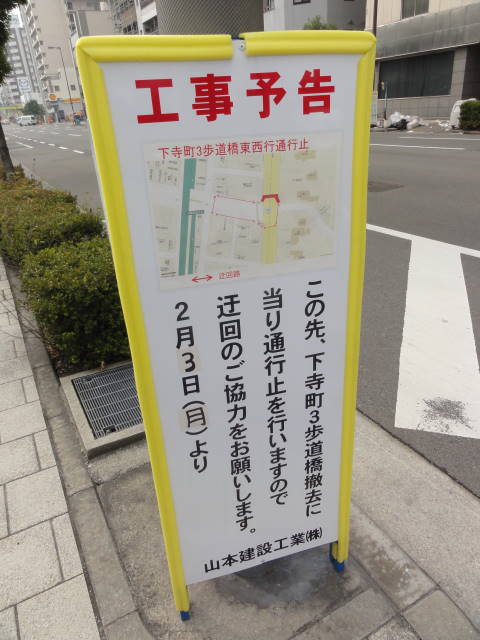 工事予告
下寺町3歩道橋東西行通行止
迂回路
この先、下寺町3歩道橋撤去に
当り通行止を行いますので
迂回のご協力をお願いします。
2月3日(月)より
山本建設工業㈱